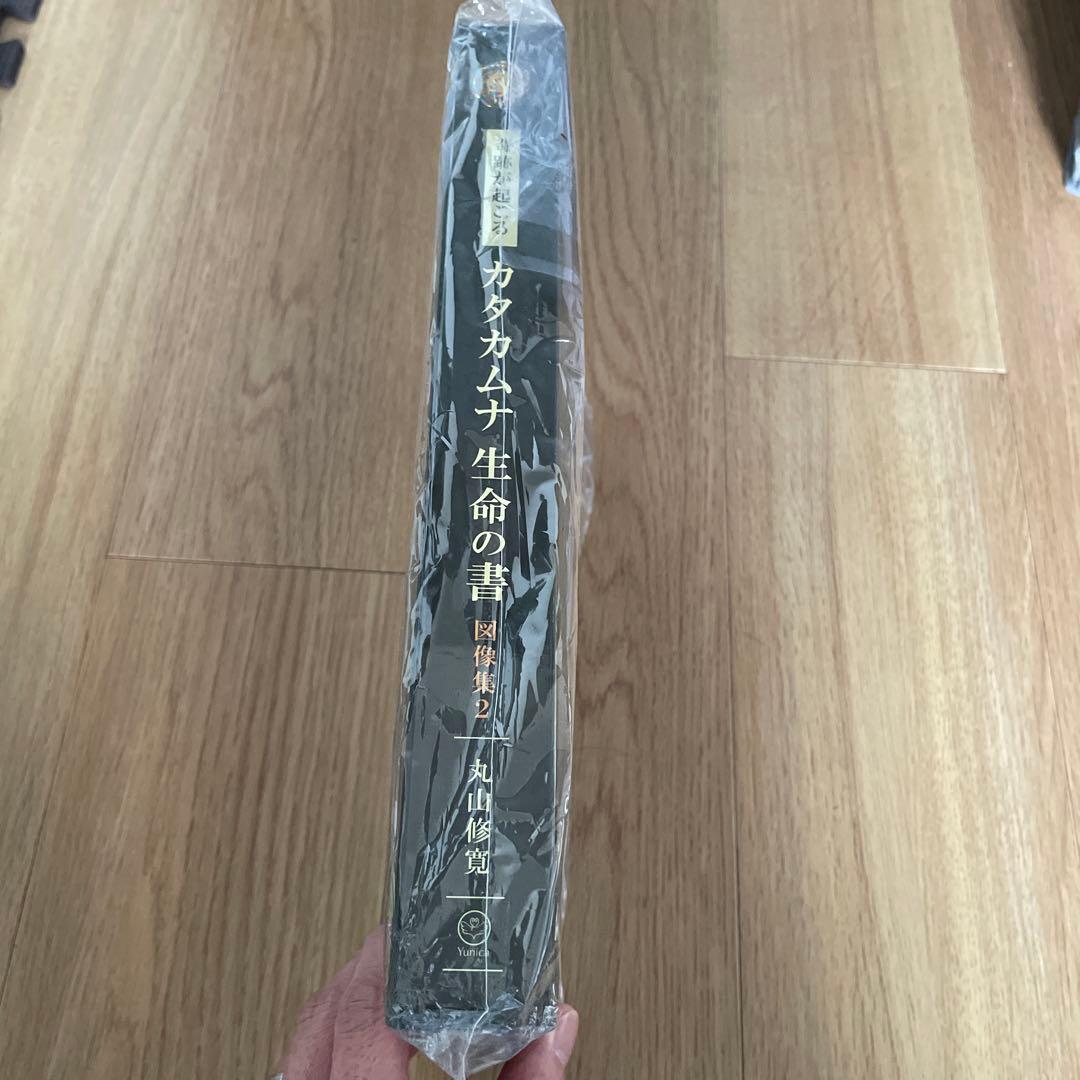 奇跡が起こる
カタカムナ 生命の書
図像集2
丸山修寛
Yunica